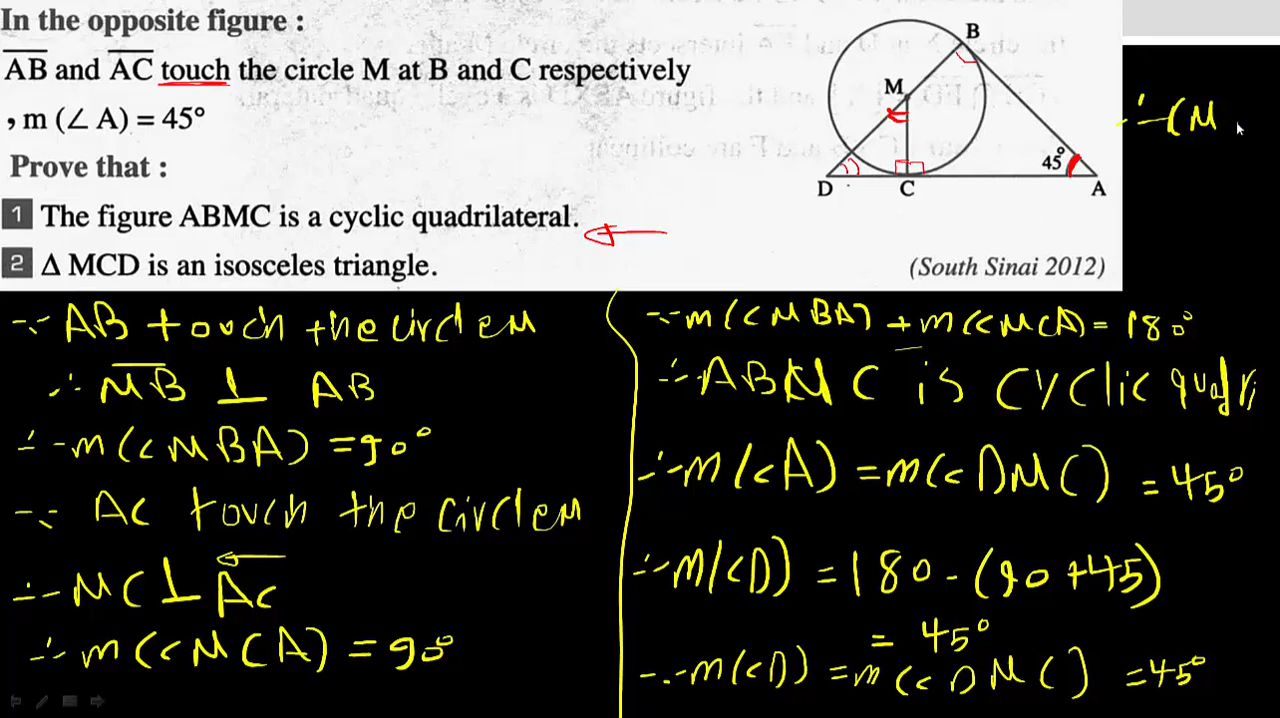 In the opposite figure :
AB and AC touch the circle M at B and C respectively
, m (∠ A) = 45°
Prove that :
1 The figure ABMC is a cyclic quadrilateral.
2 Δ MCD is an isosceles triangle.
(South Sinai 2012)
B
M
45°
D
C
A
∴ (M
∵ AB touch the circle M
∴ MB ⊥ AB
∴ m(<MBA) = 90°
∵ AC touch the circle M
∴ MC ⊥ AC
∴ m(<MCA) = 90°
∵ m(<MBA) + m(<MCA) = 180°
∴ ABMC is cyclic quadri
∴ m(<A) = m(<DMC) = 45°
∴ m(<D) = 180 - (90 + 45)
= 45°
∵ m(<D) = m(<DMC) = 45°